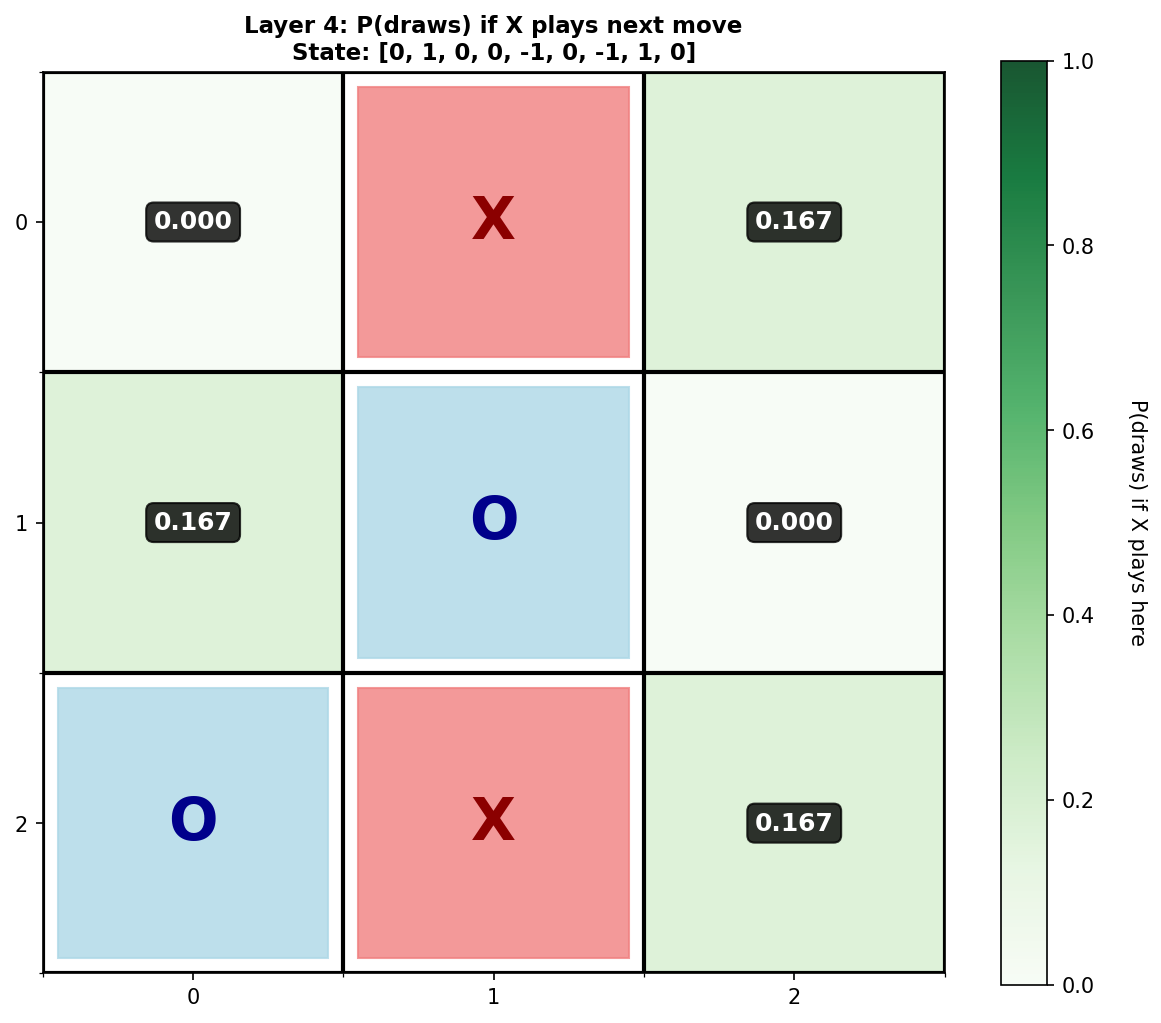 Layer 4: P(draws) if X plays next move
State: [0, 1, 0, 0, -1, 0, -1, 1, 0]
0
0.000
X
0.167
1
0.167
O
0.000
2
O
X
0.167
0
1
2
1.0
0.8
0.6
0.4
0.2
0.0
P(draws) if X plays here